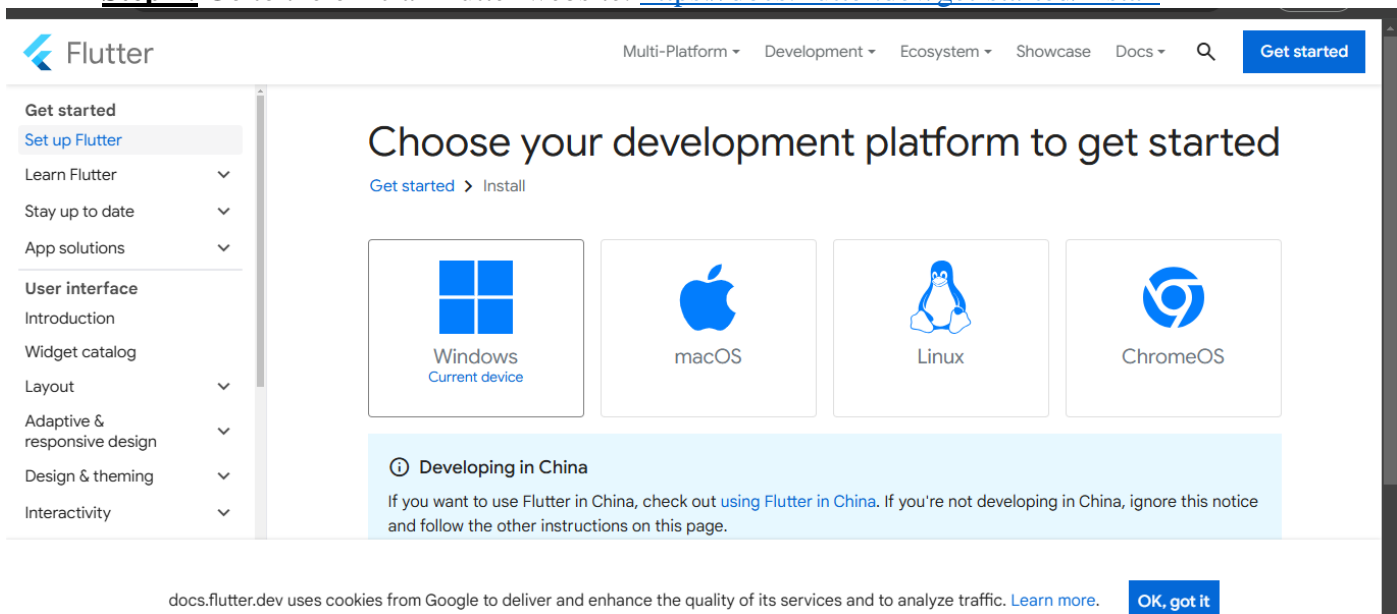 Flutter
Multi-Platform
Development
Ecosystem
Showcase
Docs
Get started
Get started
Set up Flutter
Learn Flutter
Stay up to date
App solutions
User interface
Introduction
Widget catalog
Layout
Adaptive &
responsive design
Design & theming
Interactivity
Choose your development platform to get started
Get started > Install
Windows
Current device
macOS
Linux
ChromeOS
Developing in China
If you want to use Flutter in China, check out using Flutter in China. If you're not developing in China, ignore this notice
and follow the other instructions on this page.
docs.flutter.dev uses cookies from Google to deliver and enhance the quality of its services and to analyze traffic. Learn more.
OK, got it